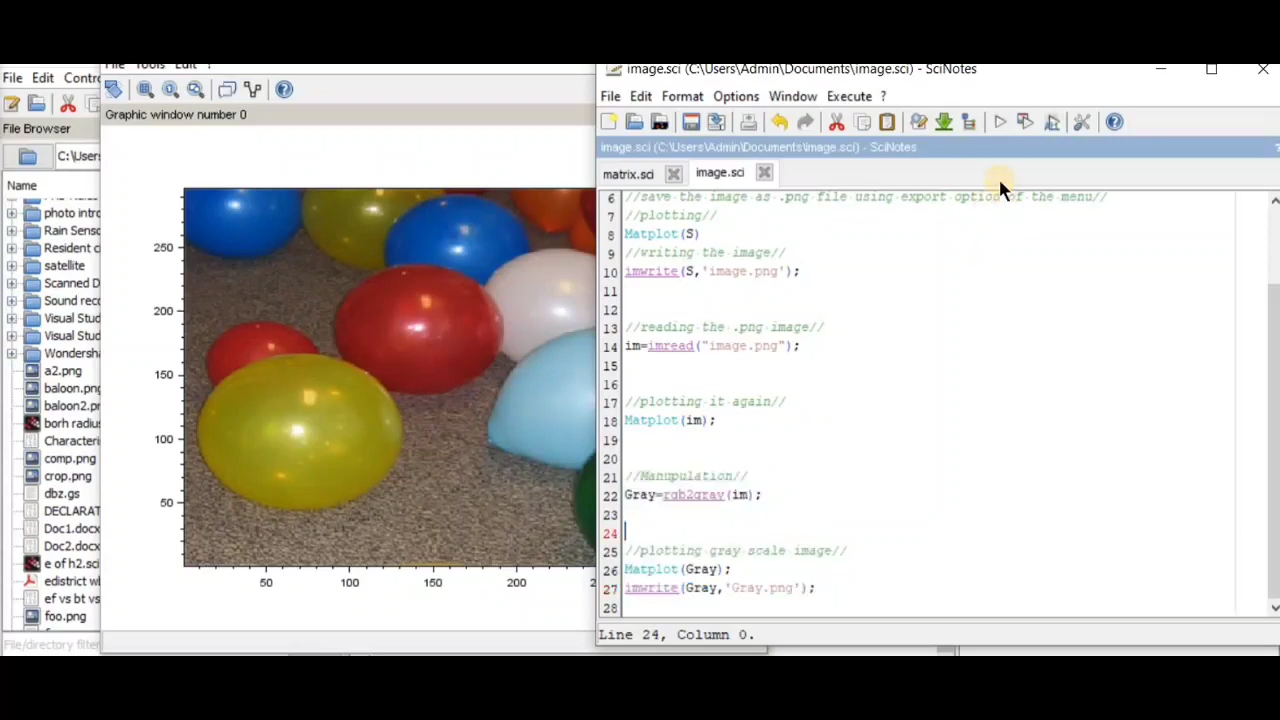 File Edit Contro
File Browser
C:\Users
Name
photo intro
Rain Sensor
Resident c
satellite
Scanned D
Sound reco
Visual Stud
Visual Stud
Wondersha
a2.png
baloon.png
baloon2.pr
borh radius
Characteri
comp.png
crop.png
dbz.gs
DECLARAT
Doc1.docx
Doc2.docx
e of h2.sci
edistrict wl
ef vs bt vs
foo.png
File/directory filter
File Tools Edit ?
Graphic window number 0
250
200
150
100
50
50
100
150
200
image.sci (C:\Users\Admin\Documents\image.sci) - SciNotes
File Edit Format Options Window Execute ?
image.sci (C:\Users\Admin\Documents\image.sci) - SciNotes
matrix.sci image.sci
6 //save the image as .png file using export option of the menu//
7 //plotting//
8 Matplot(S)
9 //writing the image//
10 imwrite(S,'image.png');
11
12
13 //reading the .png image//
14 im=imread("image.png");
15
16
17 //plotting it again//
18 Matplot(im);
19
20
21 //Manupulation//
22 Gray=rgb2gray(im);
23
24
25 //plotting gray scale image//
26 Matplot(Gray);
27 imwrite(Gray,'Gray.png');
28
Line 24, Column 0.